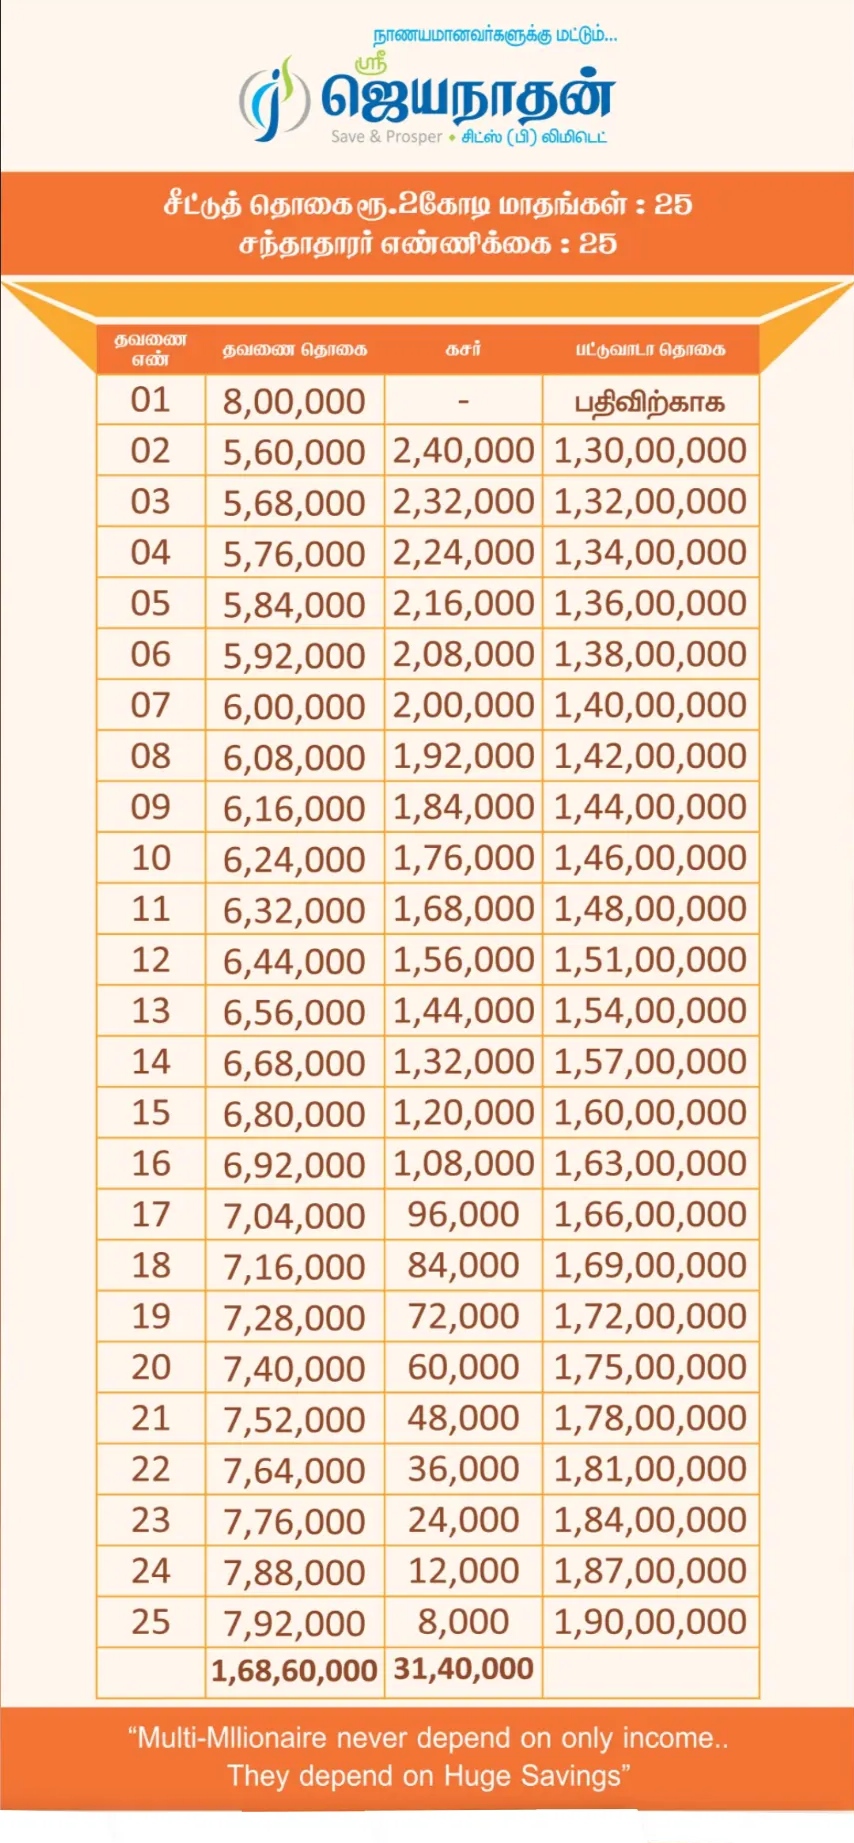 நாணயமானவர்களுக்கு மட்டும்...
ஸ்ரீ
ஜெயநாதன்
Save & Prosper • சிட்ஸ் (பி) லிமிடெட்
சீட்டுத் தொகை ரூ.2கோடி மாதங்கள் : 25
சந்தாதாரர் எண்ணிக்கை : 25
தவணை எண் தவணை தொகை கசர் பட்டுவாடா தொகை
01 8,00,000 - பதிவிற்காக
02 5,60,000 2,40,000 1,30,00,000
03 5,68,000 2,32,000 1,32,00,000
04 5,76,000 2,24,000 1,34,00,000
05 5,84,000 2,16,000 1,36,00,000
06 5,92,000 2,08,000 1,38,00,000
07 6,00,000 2,00,000 1,40,00,000
08 6,08,000 1,92,000 1,42,00,000
09 6,16,000 1,84,000 1,44,00,000
10 6,24,000 1,76,000 1,46,00,000
11 6,32,000 1,68,000 1,48,00,000
12 6,44,000 1,56,000 1,51,00,000
13 6,56,000 1,44,000 1,54,00,000
14 6,68,000 1,32,000 1,57,00,000
15 6,80,000 1,20,000 1,60,00,000
16 6,92,000 1,08,000 1,63,00,000
17 7,04,000 96,000 1,66,00,000
18 7,16,000 84,000 1,69,00,000
19 7,28,000 72,000 1,72,00,000
20 7,40,000 60,000 1,75,00,000
21 7,52,000 48,000 1,78,00,000
22 7,64,000 36,000 1,81,00,000
23 7,76,000 24,000 1,84,00,000
24 7,88,000 12,000 1,87,00,000
25 7,92,000 8,000 1,90,00,000
1,68,60,000 31,40,000
“Multi-Mllionaire never depend on only income..
They depend on Huge Savings”